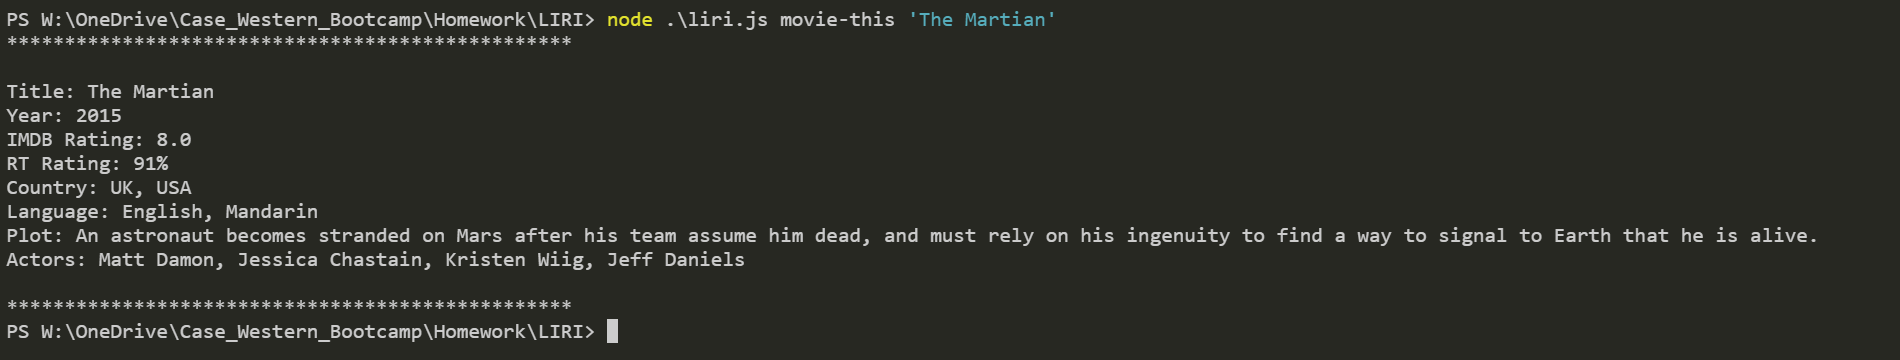 PS W:\OneDrive\Case_Western_Bootcamp\Homework\LIRI> node .\liri.js movie-this 'The Martian'
*************************************************
Title: The Martian
Year: 2015
IMDB Rating: 8.0
RT Rating: 91%
Country: UK, USA
Language: English, Mandarin
Plot: An astronaut becomes stranded on Mars after his team assume him dead, and must rely on his ingenuity to find a way to signal to Earth that he is alive.
Actors: Matt Damon, Jessica Chastain, Kristen Wiig, Jeff Daniels
*************************************************
PS W:\OneDrive\Case_Western_Bootcamp\Homework\LIRI>